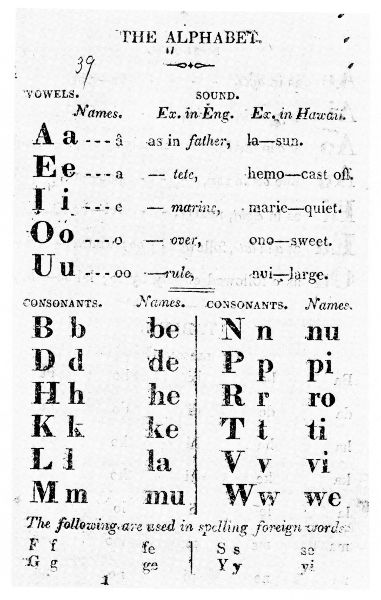 THE ALPHABET.
39
VOWELS. SOUND.
Names. Ex. in Eng. Ex. in Hawaii.
A a ---- â as in father, la—sun.
E e ---- a — tete, hemo—cast off.
I i ---- e — marine, marie—quiet.
O o ---- o — over, ono—sweet.
U u ---- oo —rule, nui—large.
CONSONANTS. Names. CONSONANTS. Names.
B b be N n nu
D d de P p pi
H h he R r ro
K k ke T t ti
L l la V v vi
M m mu W w we
The following are used in spelling foreign words:
F f fe S s se
G g ge Y y yi
1